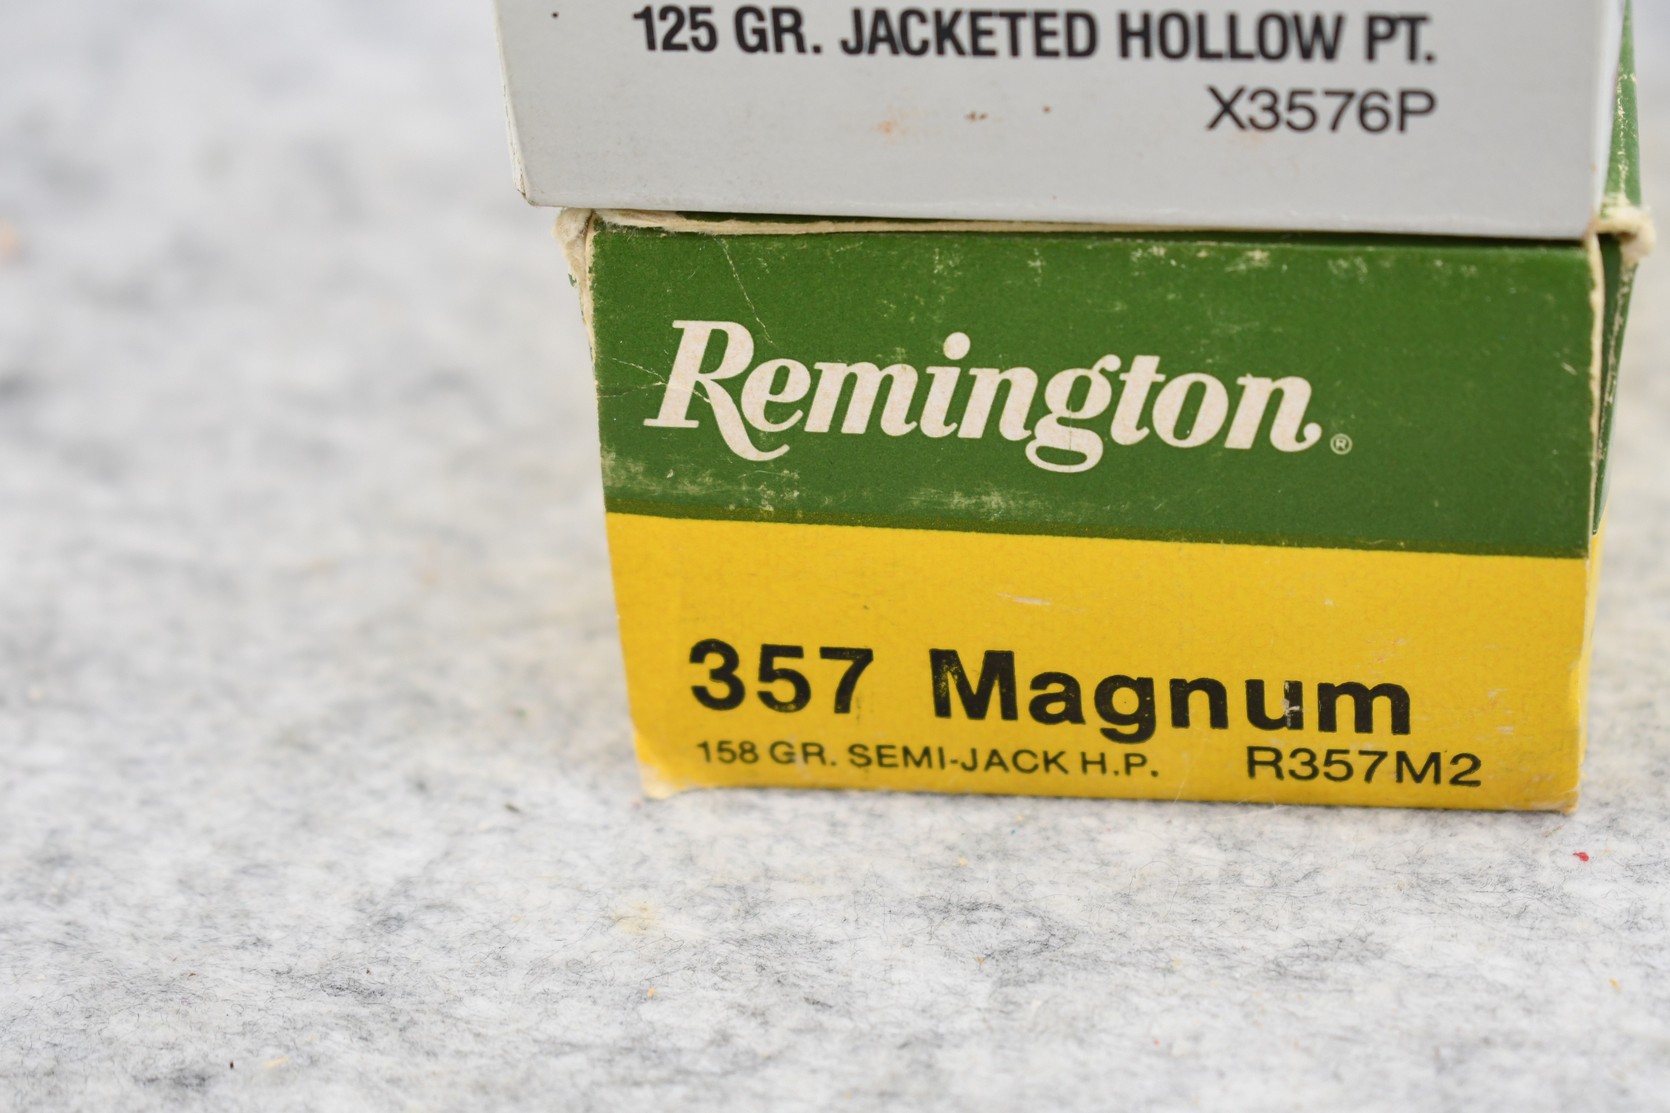 125 GR. JACKETED HOLLOW PT.
X3576P
Remington®
357 Magnum
158 GR. SEMI-JACK H.P. R357M2